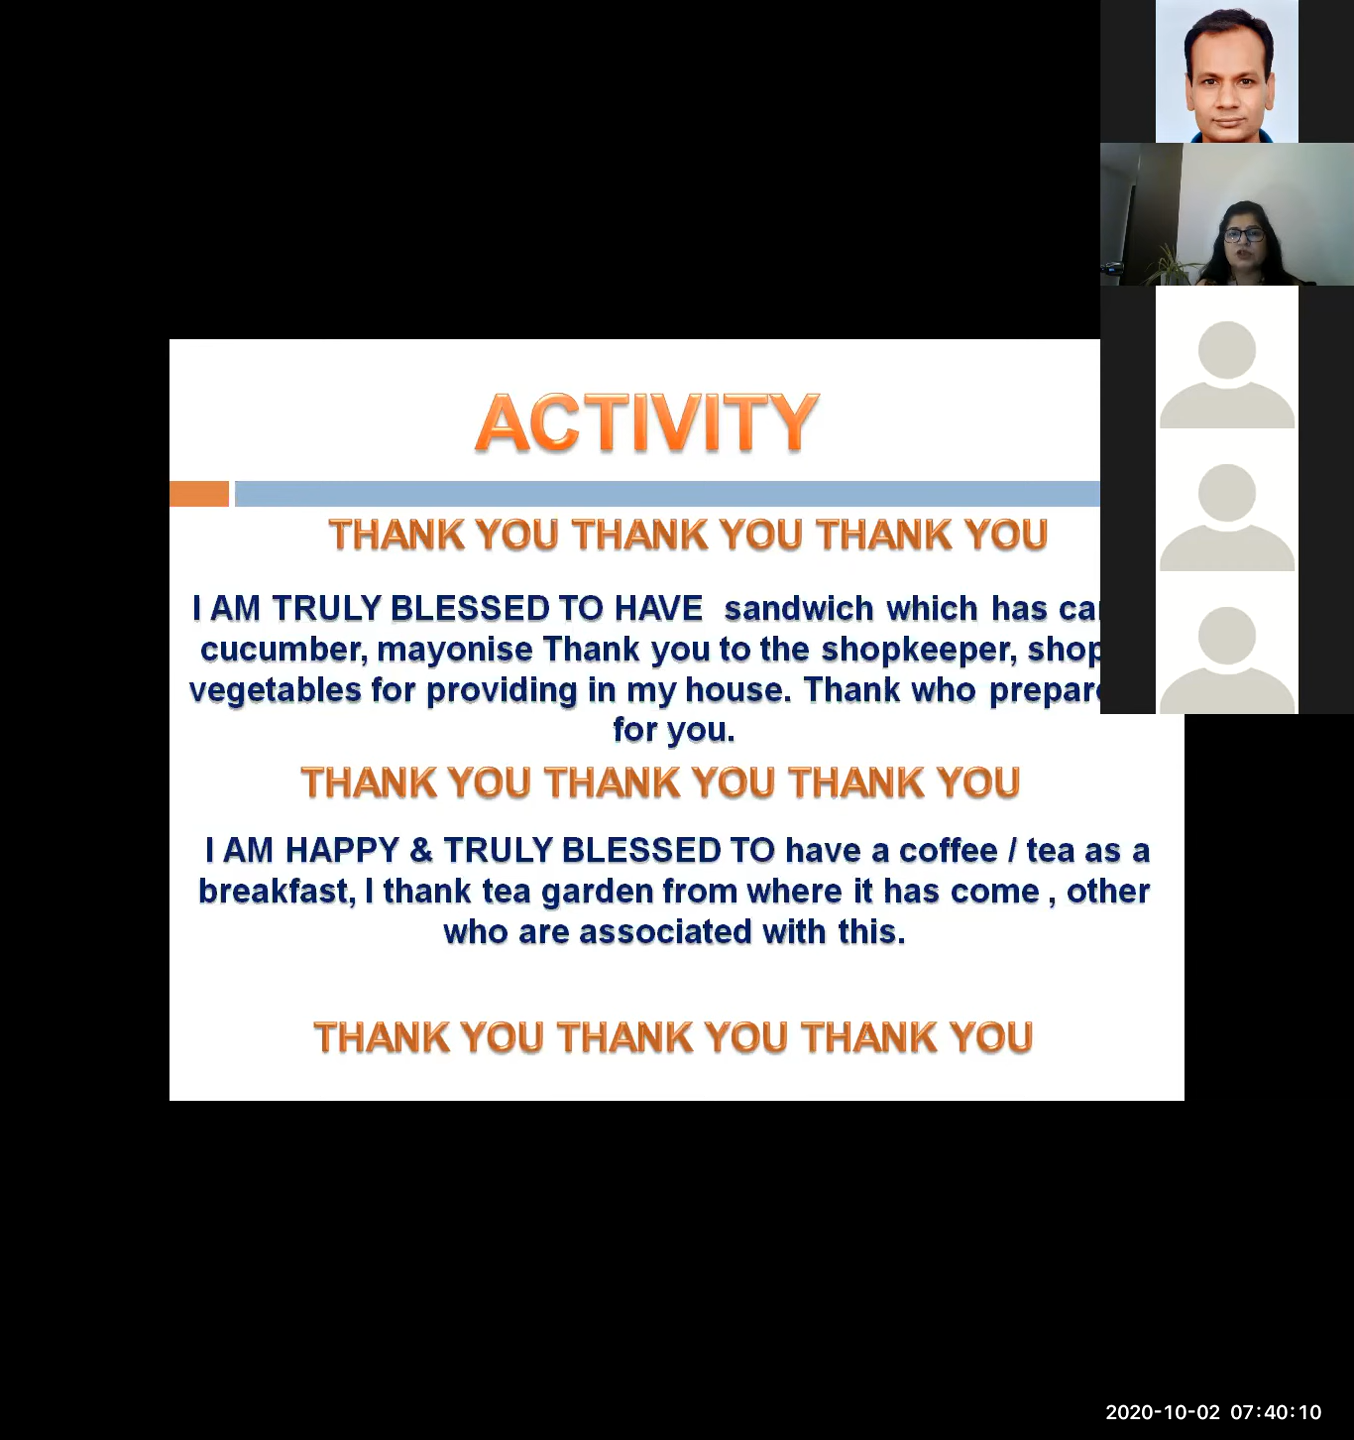 ACTIVITY
THANK YOU THANK YOU THANK YOU
I AM TRULY BLESSED TO HAVE sandwich which has
cucumber, mayonise Thank you to the shopkeeper,
vegetables for providing in my house. Thank who
for you.
THANK YOU THANK YOU THANK YOU
I AM HAPPY & TRULY BLESSED TO have a coffee / tea as a
breakfast, I thank tea garden from where it has come , other
who are associated with this.
THANK YOU THANK YOU THANK YOU
2020-10-02 07:40:10